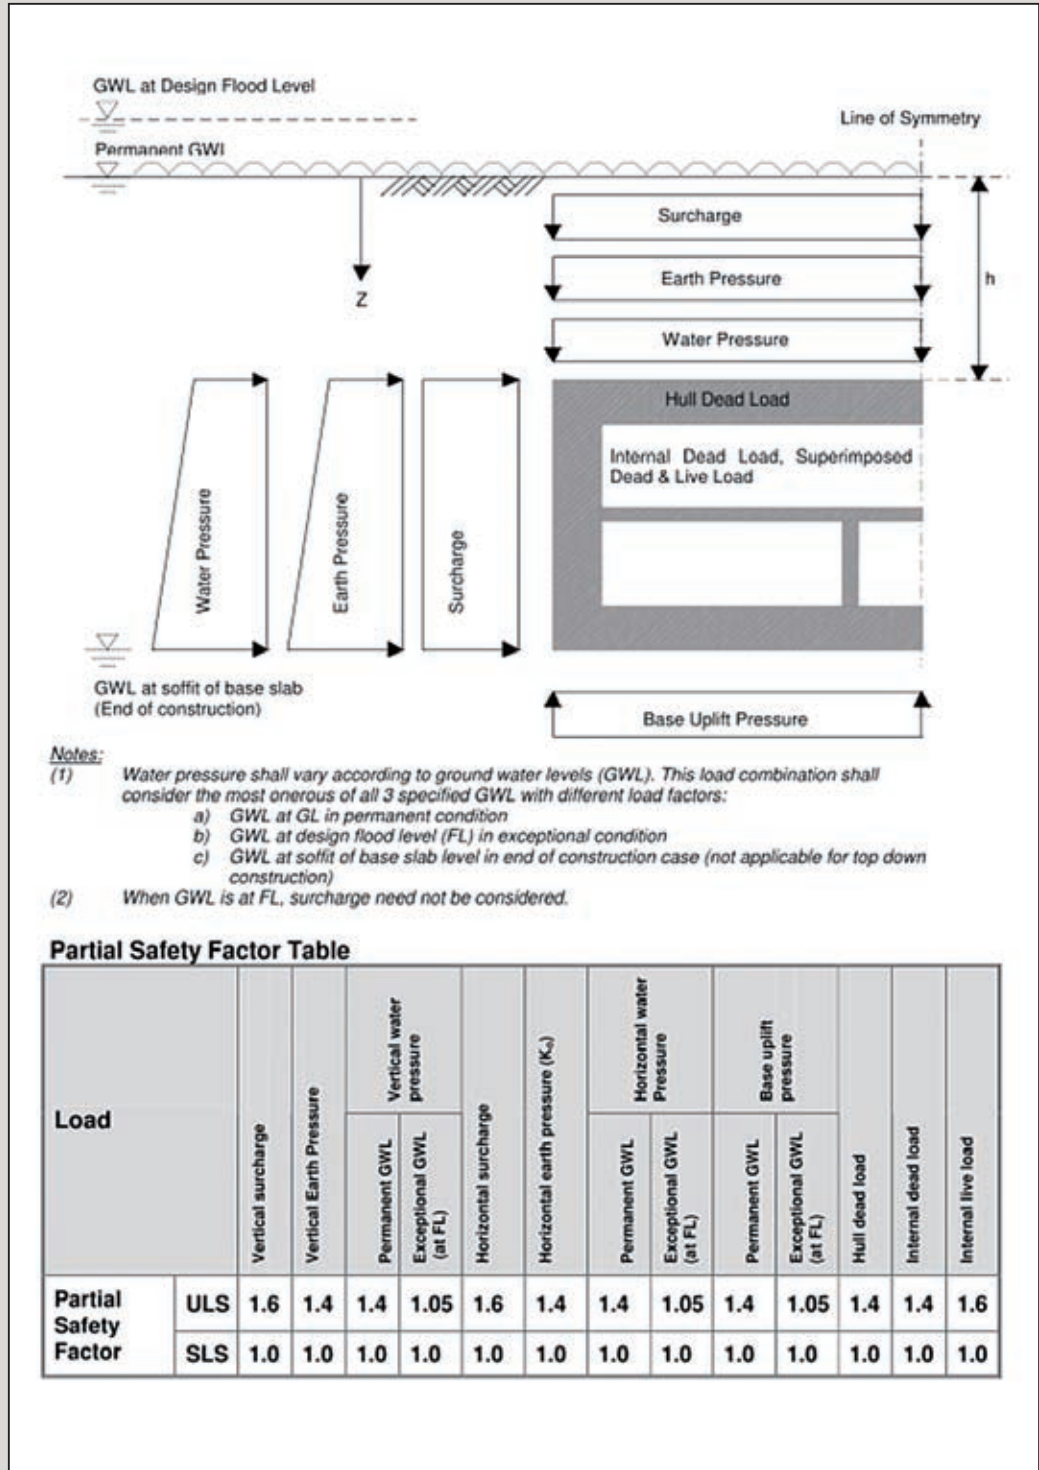 GWL at Design Flood Level
Line of Symmetry
Permanent GWL
Surcharge
Earth Pressure
Z
h
Water Pressure
Hull Dead Load
Internal Dead Load, Superimposed
Dead & Live Load
Water Pressure
Earth Pressure
Surcharge
GWL at soffit of base slab
(End of construction)
Base Uplift Pressure
Notes:
(1) Water pressure shall vary according to ground water levels (GWL). This load combination shall
consider the most onerous of all 3 specified GWL with different load factors:
a) GWL at GL in permanent condition
b) GWL at design flood level (FL) in exceptional condition
c) GWL at soffit of base slab level in end of construction case (not applicable for top down
construction)
(2) When GWL is at FL, surcharge need not be considered.
Partial Safety Factor Table
Load
Vertical surcharge
Vertical Earth Pressure
Vertical water
pressure
Permanent GWL
Exceptional GWL
(at FL)
Horizontal surcharge
Horizontal earth pressure (Kₒ)
Horizontal water
Pressure
Permanent GWL
Exceptional GWL
(at FL)
Base uplift
pressure
Permanent GWL
Exceptional GWL
(at FL)
Hull dead load
Internal dead load
Internal live load
Partial
Safety
Factor
ULS 1.6 1.4 1.4 1.05 1.6 1.4 1.4 1.05 1.4 1.05 1.4 1.4 1.6
SLS 1.0 1.0 1.0 1.0 1.0 1.0 1.0 1.0 1.0 1.0 1.0 1.0 1.0